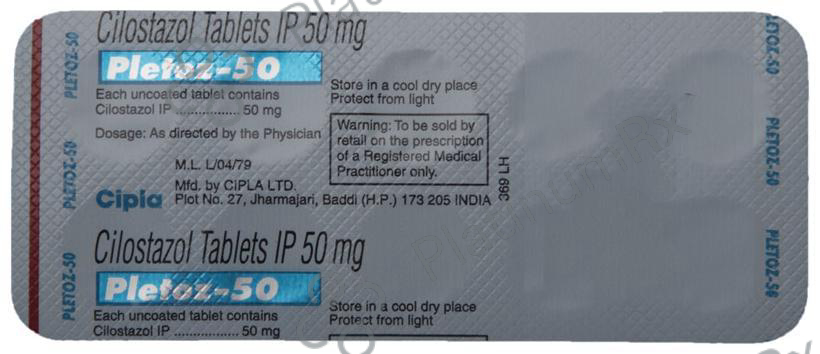 Cilostazol Tablets IP 50 mg
Pletoz-50
Each uncoated tablet contains
Cilostazol IP .................. 50 mg
Dosage: As directed by the Physician
Store in a cool dry place
Protect from light
Warning: To be sold by
retail on the prescription
of a Registered Medical
Practitioner only.
M.L. L/04/79
Mfd. by CIPLA LTD.
Plot No. 27, Jharmajari, Baddi (H.P.) 173 205 INDIA
Cipla
369 LH
Cilostazol Tablets IP 50 mg
Pletoz-50
Each uncoated tablet contains
Cilostazol IP .................. 50 mg
Store in a cool dry place
Protect from light
PLETOZ-50
PLETOZ-50
PLETOZ-50
PLETOZ-50
PLETOZ-50